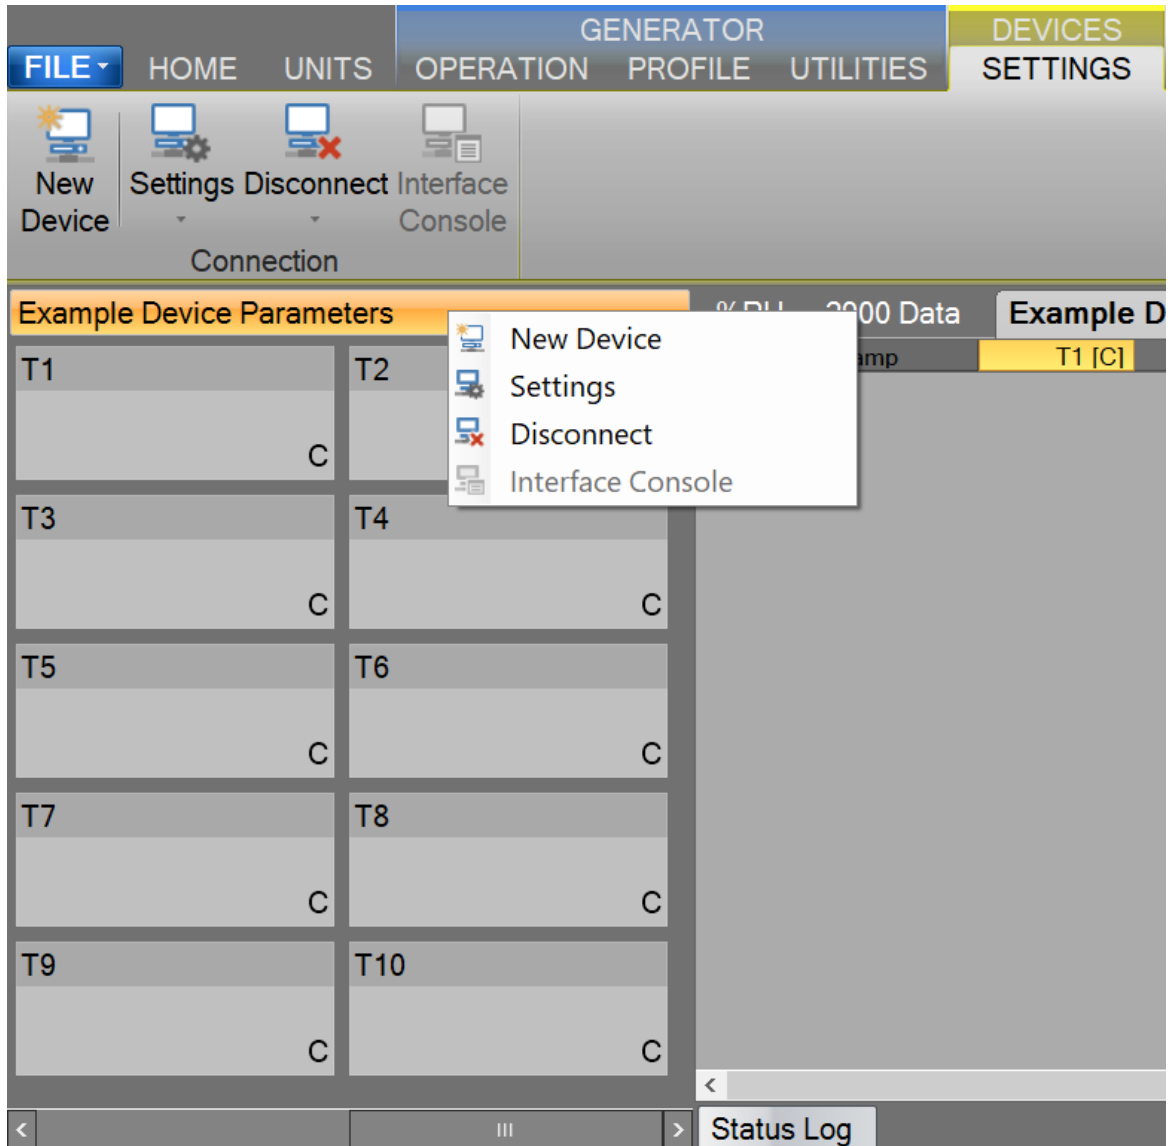 GENERATOR DEVICES
FILE HOME UNITS OPERATION PROFILE UTILITIES SETTINGS
New Device
Settings
Disconnect
Interface Console
Connection
Example Device Parameters
2000 Data
Example D
T1 [C]
New Device
Settings
Disconnect
Interface Console
T1
C
T2
T3
C
T4
C
T5
C
T6
C
T7
C
T8
C
T9
C
T10
C
Status Log